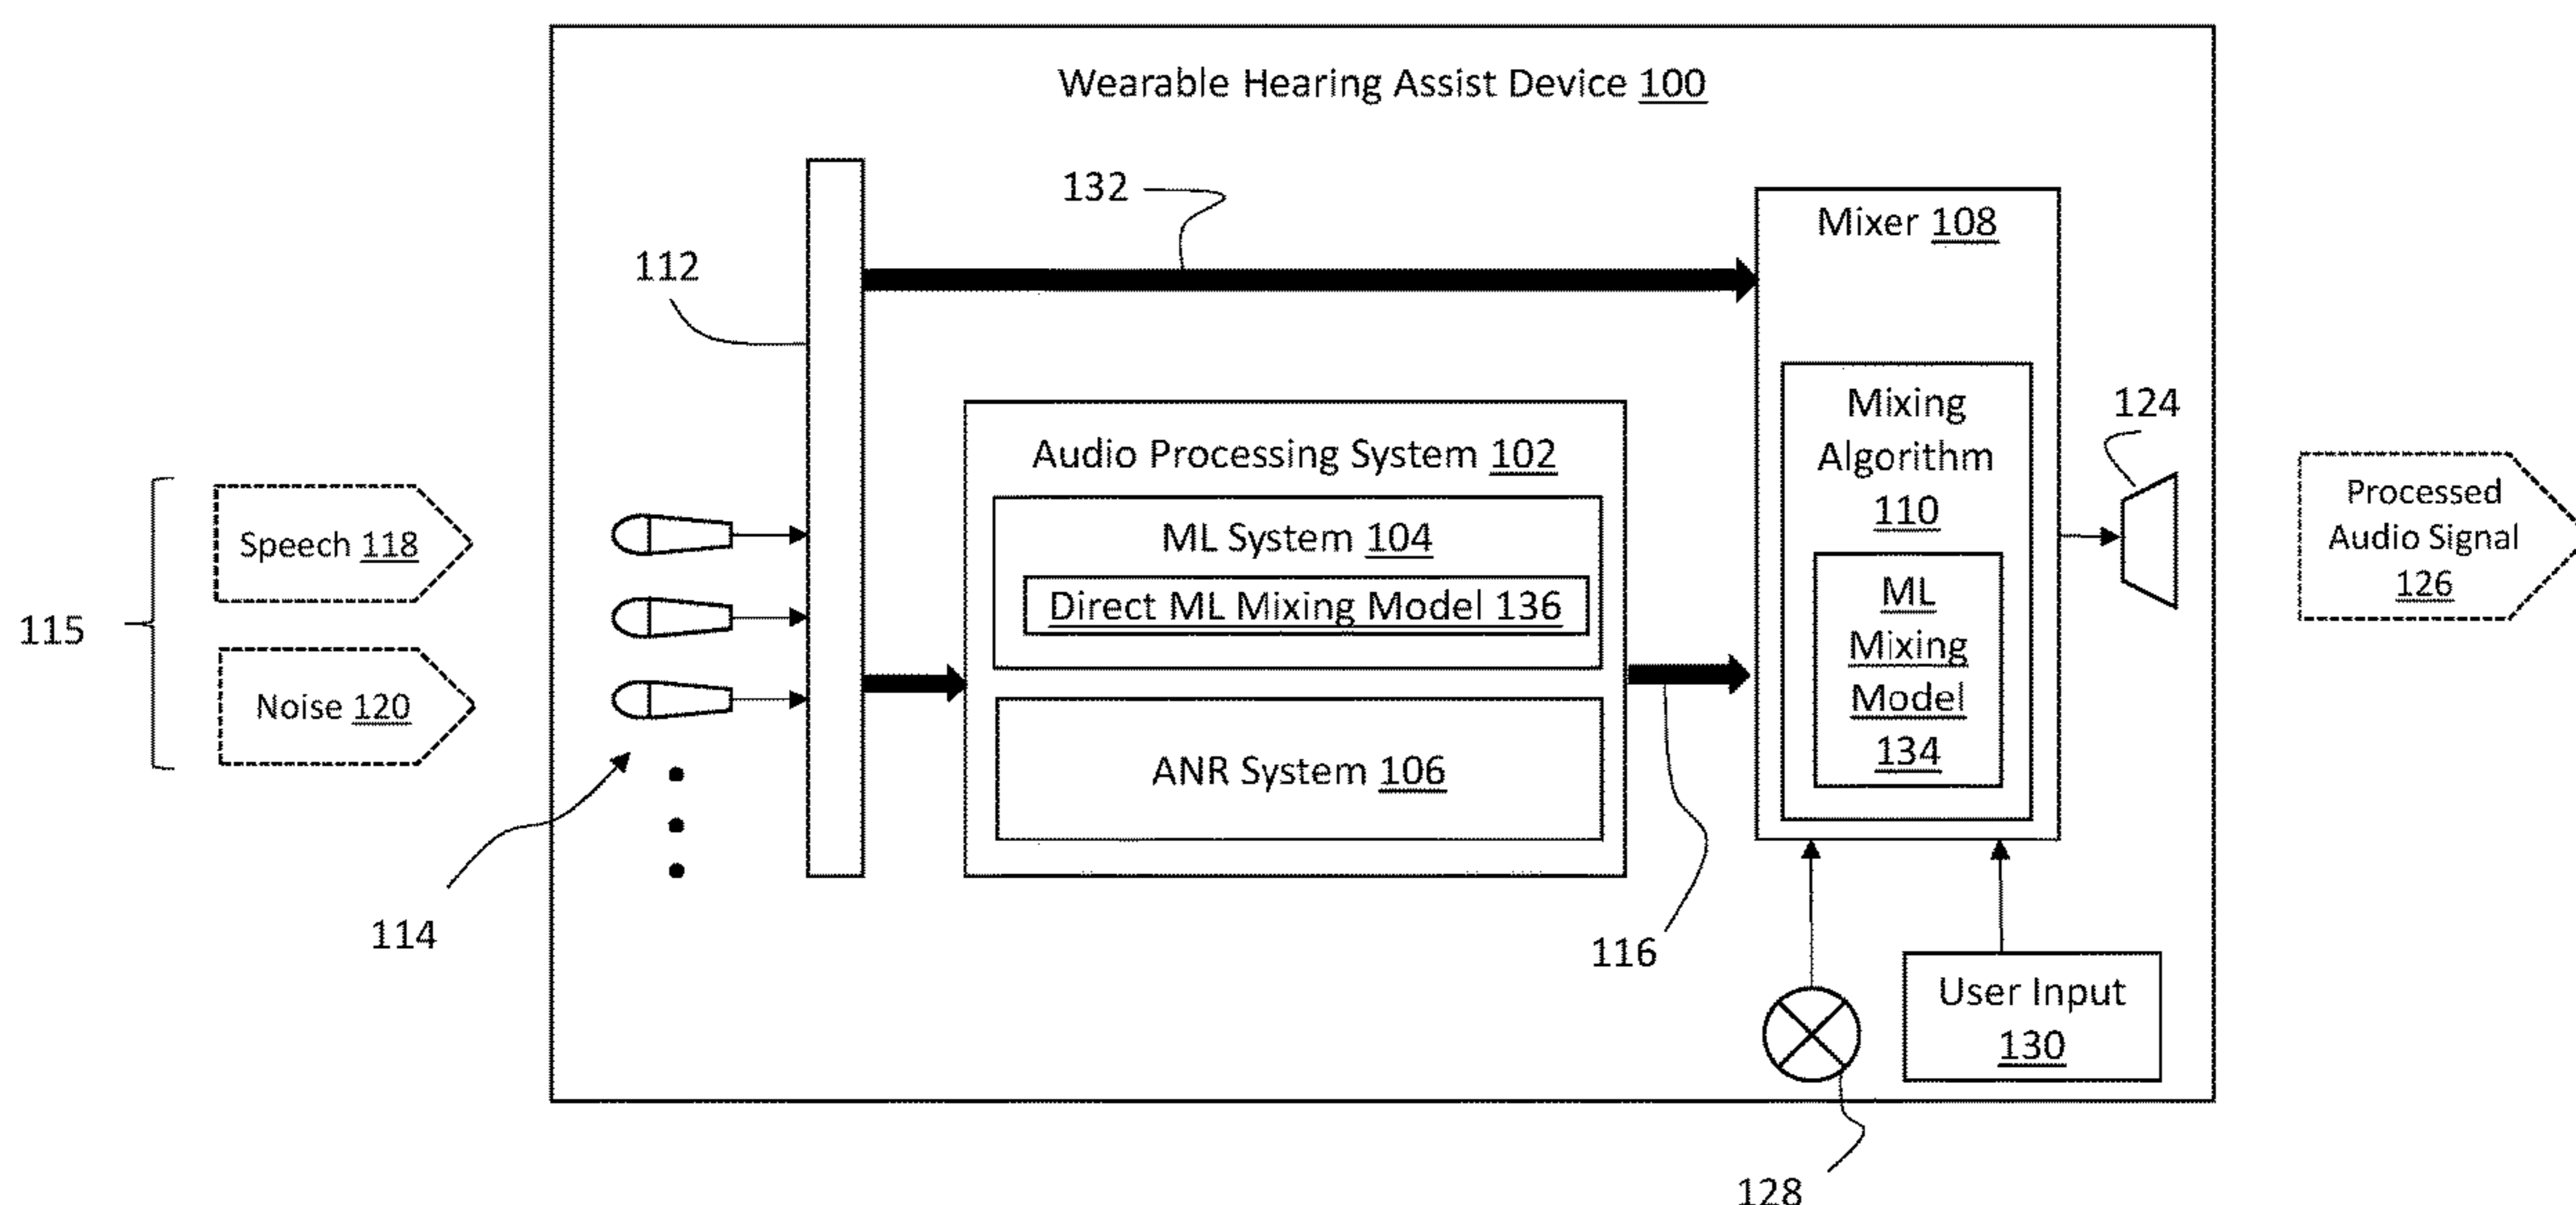 Wearable Hearing Assist Device 100
132
Mixer 108
112
Mixing
Algorithm
110
124
Audio Processing System 102
Processed
Audio Signal
126
ML System 104
Speech 118
Direct ML Mixing Model 136
ML
Mixing
Model
134
115
Noise 120
ANR System 106
114
116
User Input
130
128